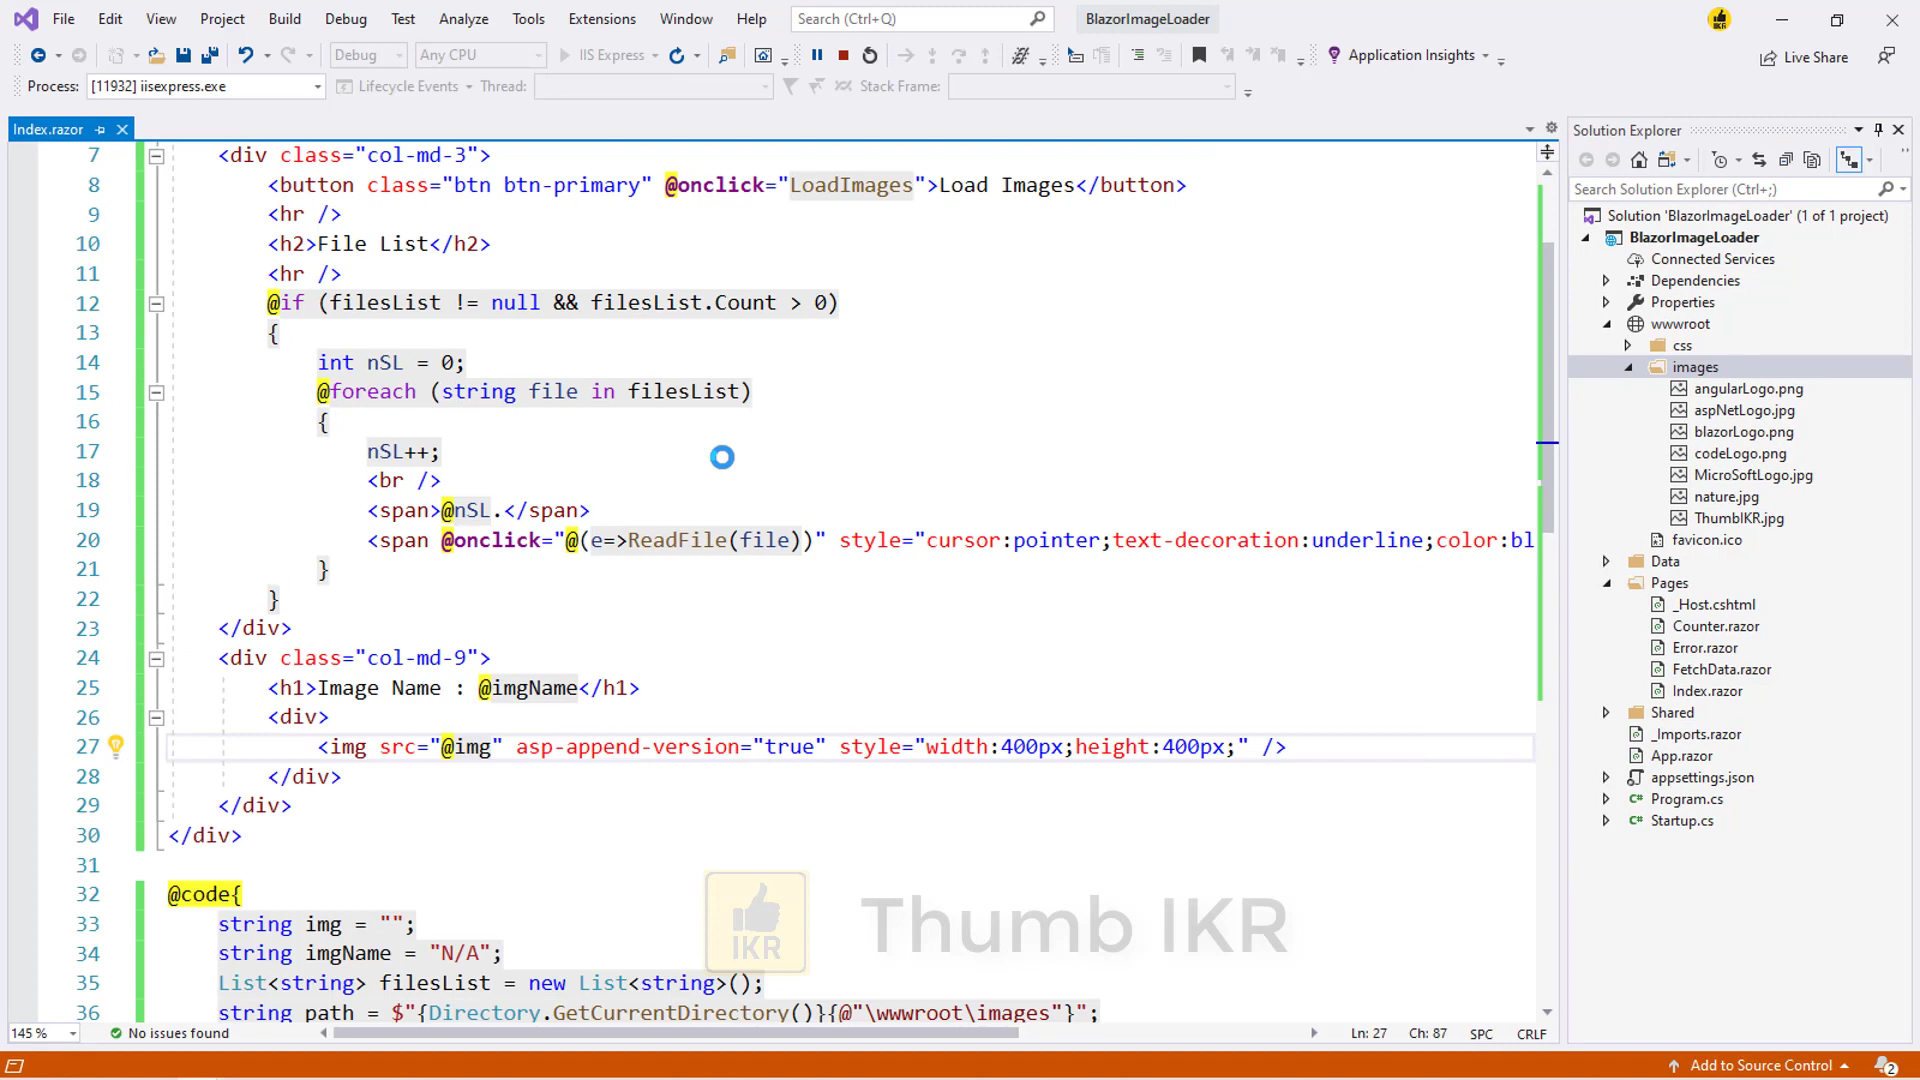 File Edit View Project Build Debug Test Analyze Tools Extensions Window Help Search (Ctrl+Q) BlazorImageLoader
Debug Any CPU IIS Express Application Insights Live Share
Process: [11932] iisexpress.exe Lifecycle Events Thread: Stack Frame:
Index.razor
7 <div class="col-md-3">
8 <button class="btn btn-primary" @onclick="LoadImages">Load Images</button>
9 <hr />
10 <h2>File List</h2>
11 <hr />
12 @if (filesList != null && filesList.Count > 0)
13 {
14 int nSL = 0;
15 @foreach (string file in filesList)
16 {
17 nSL++;
18 <br />
19 <span>@nSL.</span>
20 <span @onclick="@(e=>ReadFile(file))" style="cursor:pointer;text-decoration:underline;color:bl
21 }
22 }
23 </div>
24 <div class="col-md-9">
25 <h1>Image Name : @imgName</h1>
26 <div>
27 <img src="@img" asp-append-version="true" style="width:400px;height:400px;" />
28 </div>
29 </div>
30 </div>
31
32 @code{
33 string img = "";
34 string imgName = "N/A";
35 List<string> filesList = new List<string>();
36 string path = $"{Directory.GetCurrentDirectory()}{@"\wwwroot\images"}";
IKR
Thumb IKR
145 % No issues found Ln: 27 Ch: 87 SPC CRLF
Solution Explorer
Search Solution Explorer (Ctrl+;)
Solution 'BlazorImageLoader' (1 of 1 project)
BlazorImageLoader
Connected Services
Dependencies
Properties
wwwroot
css
images
angularLogo.png
aspNetLogo.jpg
blazorLogo.png
codeLogo.png
MicroSoftLogo.jpg
nature.jpg
ThumbIKR.jpg
favicon.ico
Data
Pages
_Host.cshtml
Counter.razor
Error.razor
FetchData.razor
Index.razor
Shared
_Imports.razor
App.razor
appsettings.json
C# Program.cs
C# Startup.cs
Add to Source Control 2